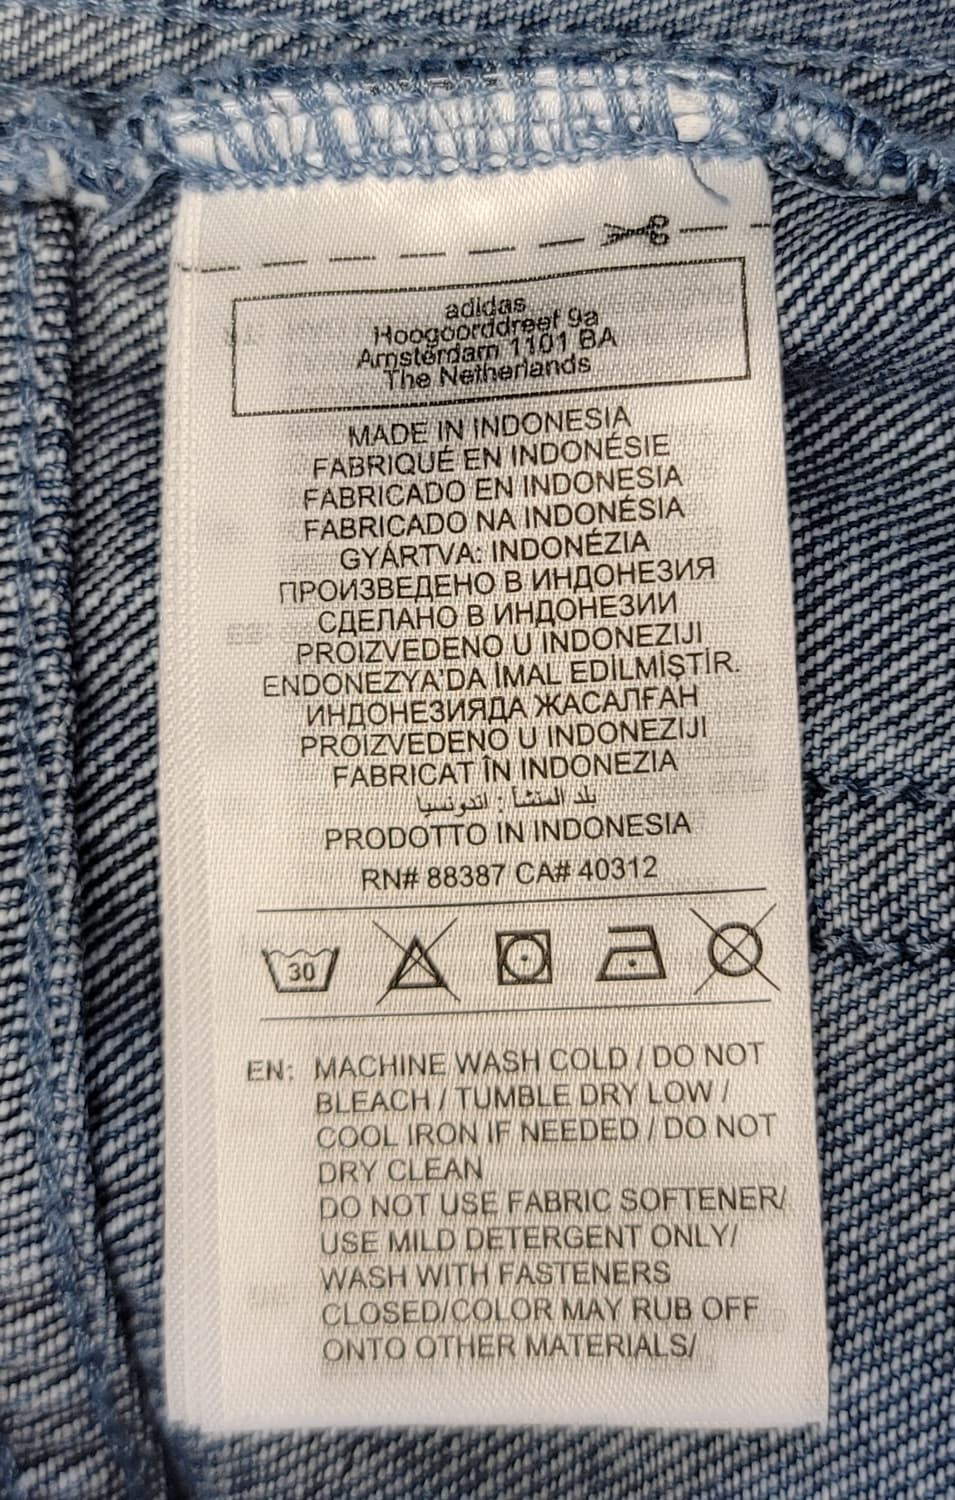 adidas
Hoogoorddreef 9a
Amsterdam 1101 BA
The Netherlands
MADE IN INDONESIA
FABRIQUÉ EN INDONÉSIE
FABRICADO EN INDONESIA
FABRICADO NA INDONÉSIA
GYÁRTVA: INDONÉZIA
ПРОИЗВЕДЕНО В ИНДОНЕЗИЯ
СДЕЛАНО В ИНДОНЕЗИИ
PROIZVEDENO U INDONEZIJI
ENDONEZYA'DA İMAL EDİLMİŞTİR.
ИНДОНЕЗИЯДА ЖАСАЛҒАН
PROIZVEDENO U INDONEZIJI
FABRICAT ÎN INDONEZIA
بلد المنشأ : اندونسيا
PRODOTTO IN INDONESIA
RN# 88387 CA# 40312
30
EN: MACHINE WASH COLD / DO NOT
BLEACH / TUMBLE DRY LOW /
COOL IRON IF NEEDED / DO NOT
DRY CLEAN
DO NOT USE FABRIC SOFTENER/
USE MILD DETERGENT ONLY/
WASH WITH FASTENERS
CLOSED/COLOR MAY RUB OFF
ONTO OTHER MATERIALS/